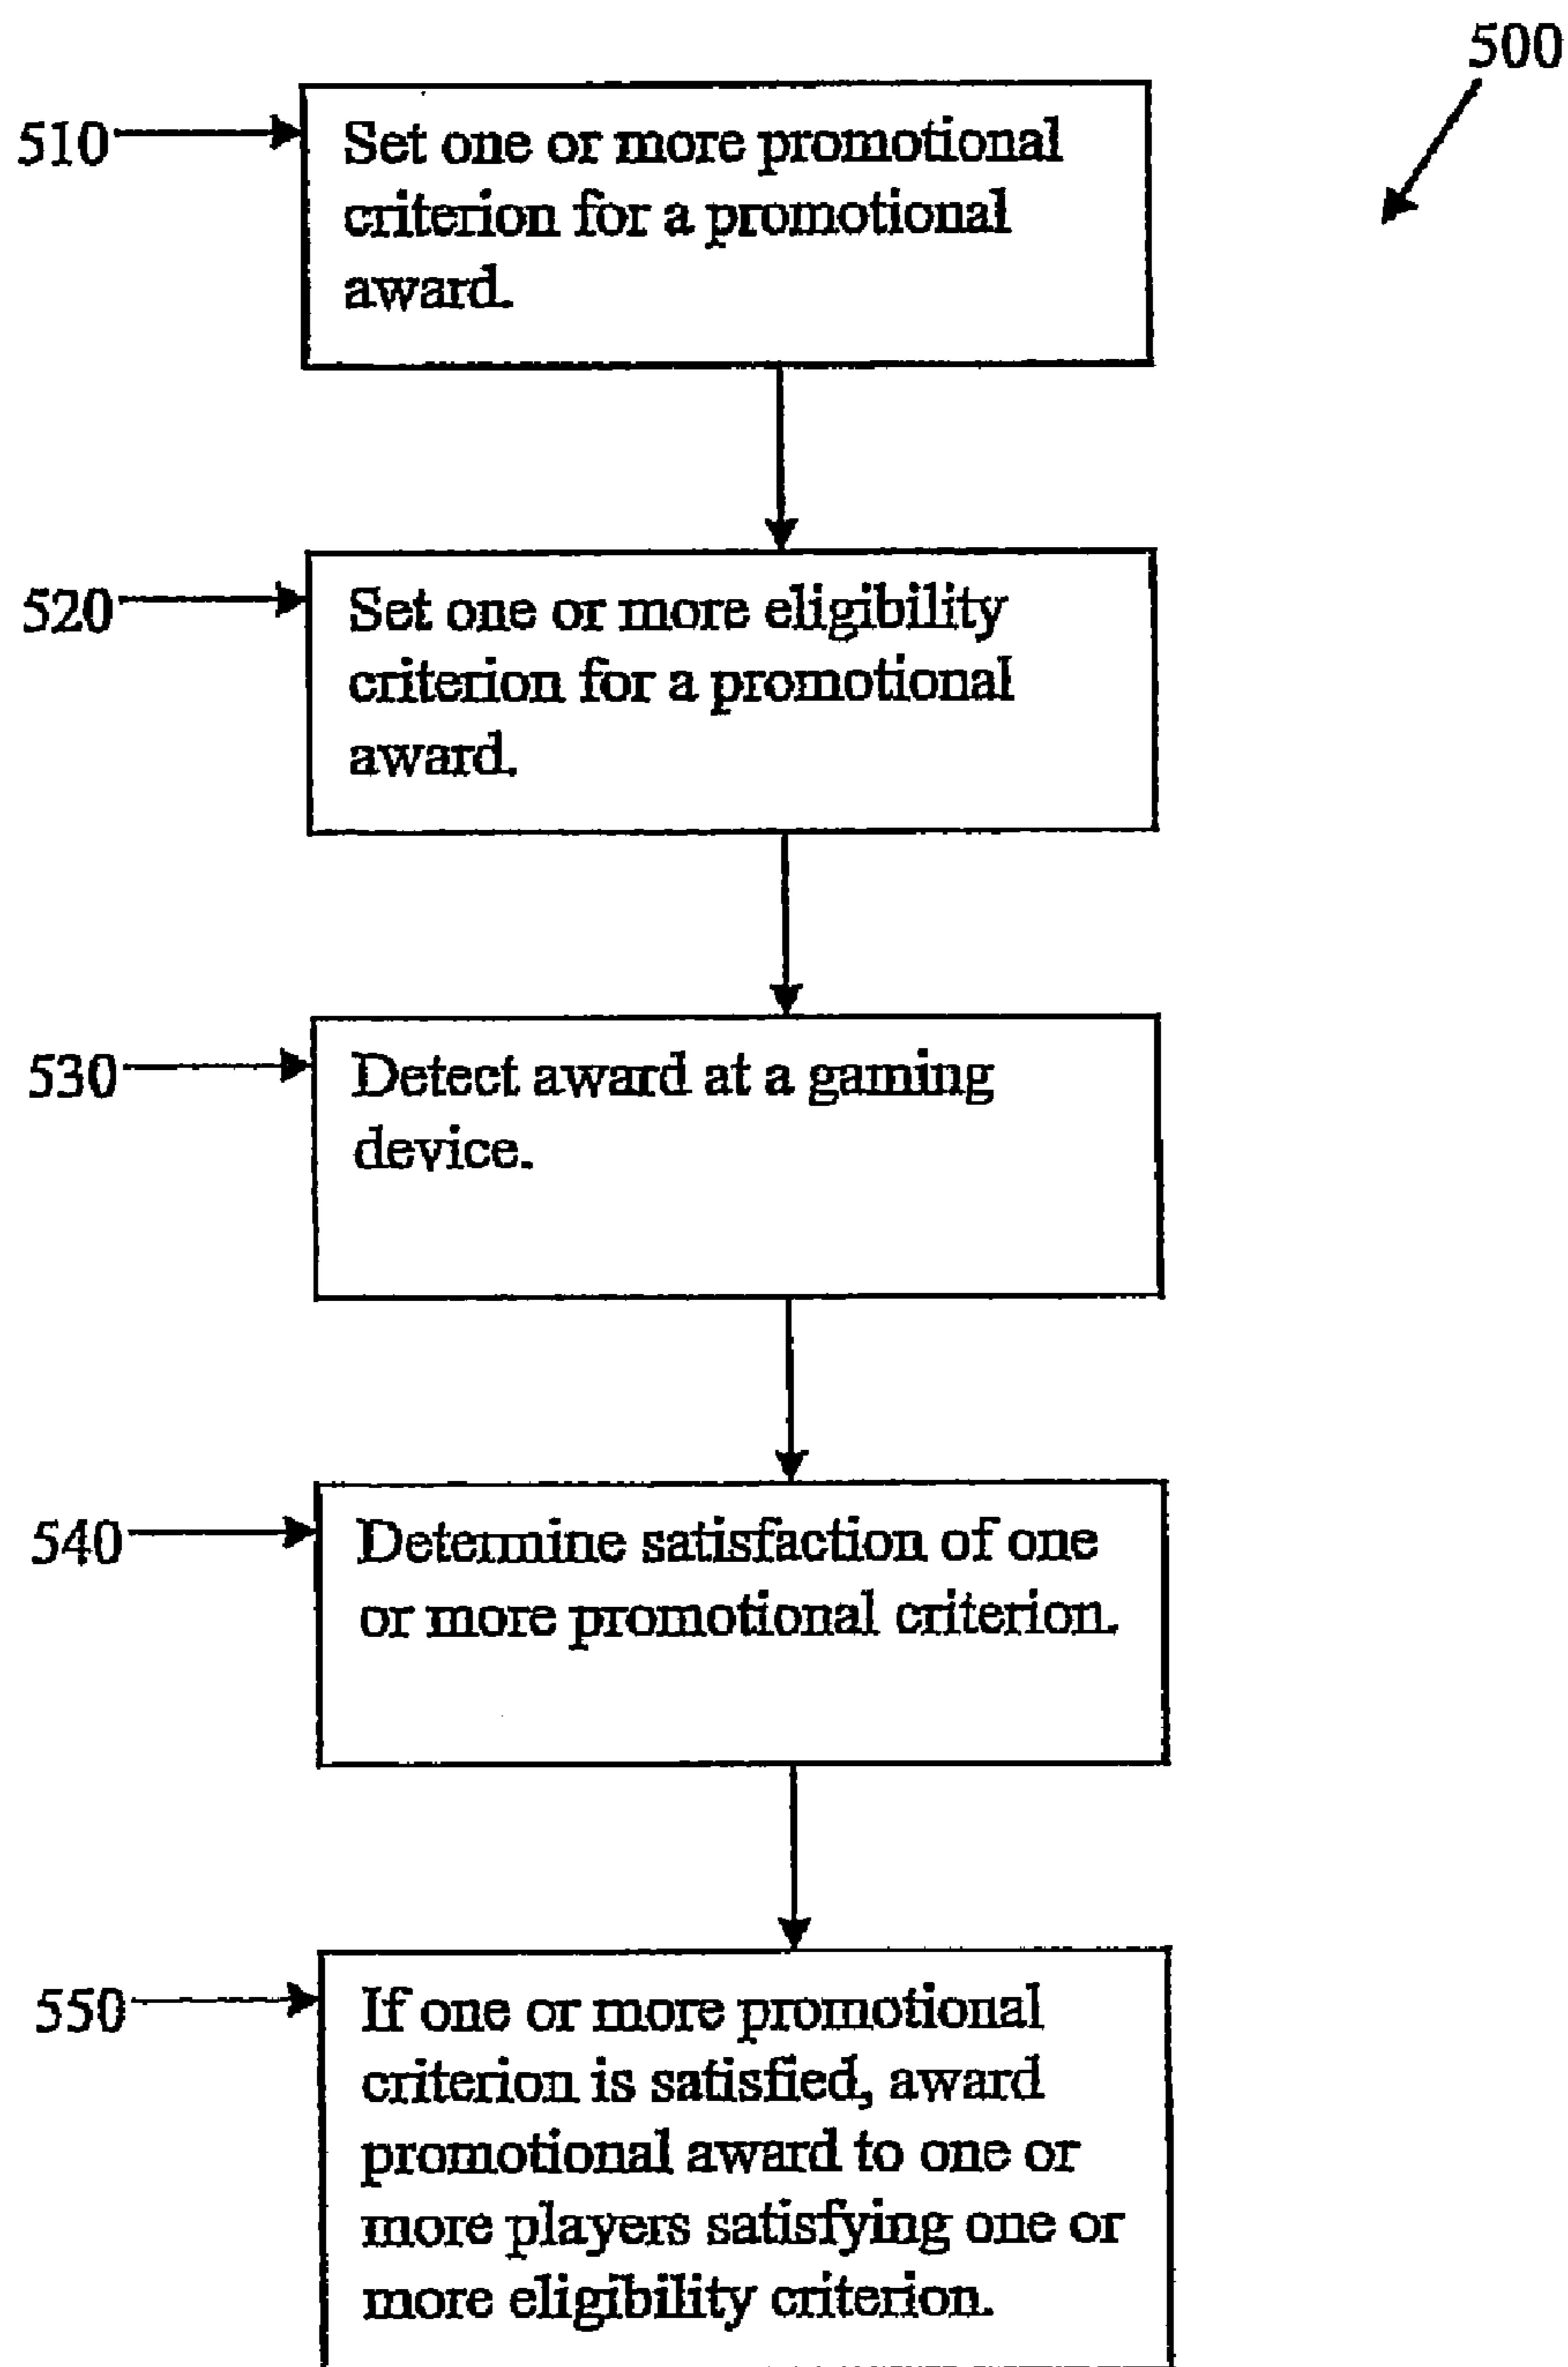 500
510
Set one or more promotional
criterion for a promotional
award.
520
Set one or more eligibility
criterion for a promotional
award.
530
Detect award at a gaming
device.
540
Determine satisfaction of one
or more promotional criterion.
550
If one or more promotional
criterion is satisfied, award
promotional award to one or
more players satisfying one or
more eligibility criterion.